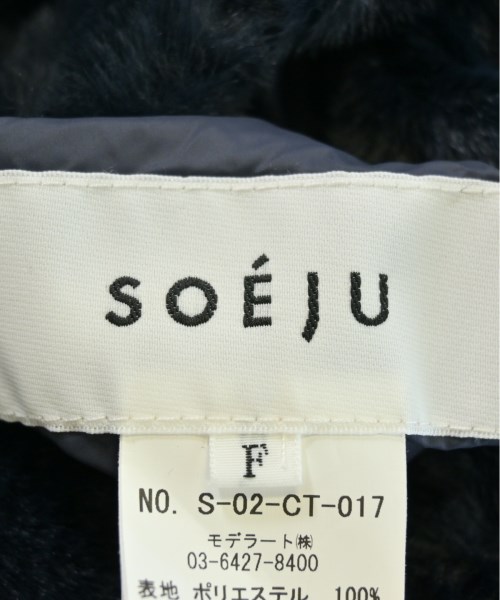 SOÉJU
F
NO. S-02-CT-017
モデラート㈱
03-6427-8400
表地 ポリエステル 100%